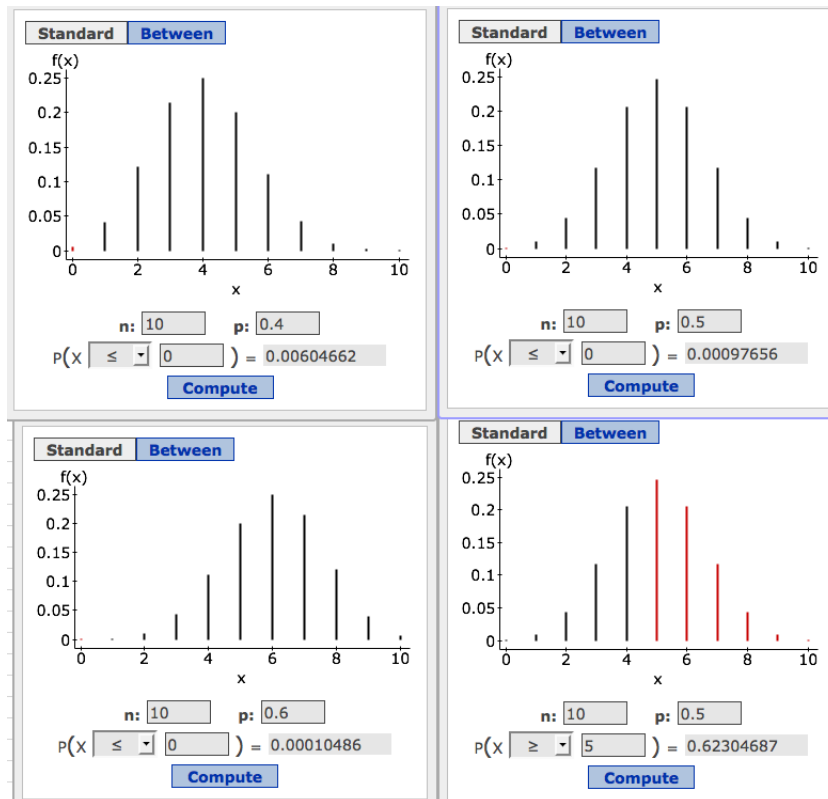 Standard Between
f(x)
0.25
0.2
0.15
0.1
0.05
0
0 2 4 6 8 10
x
n: 10 p: 0.4
P(X ≤ 0 ) = 0.00604662
Compute
Standard Between
f(x)
0.25
0.2
0.15
0.1
0.05
0
0 2 4 6 8 10
x
n: 10 p: 0.5
P(X ≤ 0 ) = 0.00097656
Compute
Standard Between
f(x)
0.25
0.2
0.15
0.1
0.05
0
0 2 4 6 8 10
x
n: 10 p: 0.6
P(X ≤ 0 ) = 0.00010486
Compute
Standard Between
f(x)
0.25
0.2
0.15
0.1
0.05
0
0 2 4 6 8 10
x
n: 10 p: 0.5
P(X ≥ 5 ) = 0.62304687
Compute